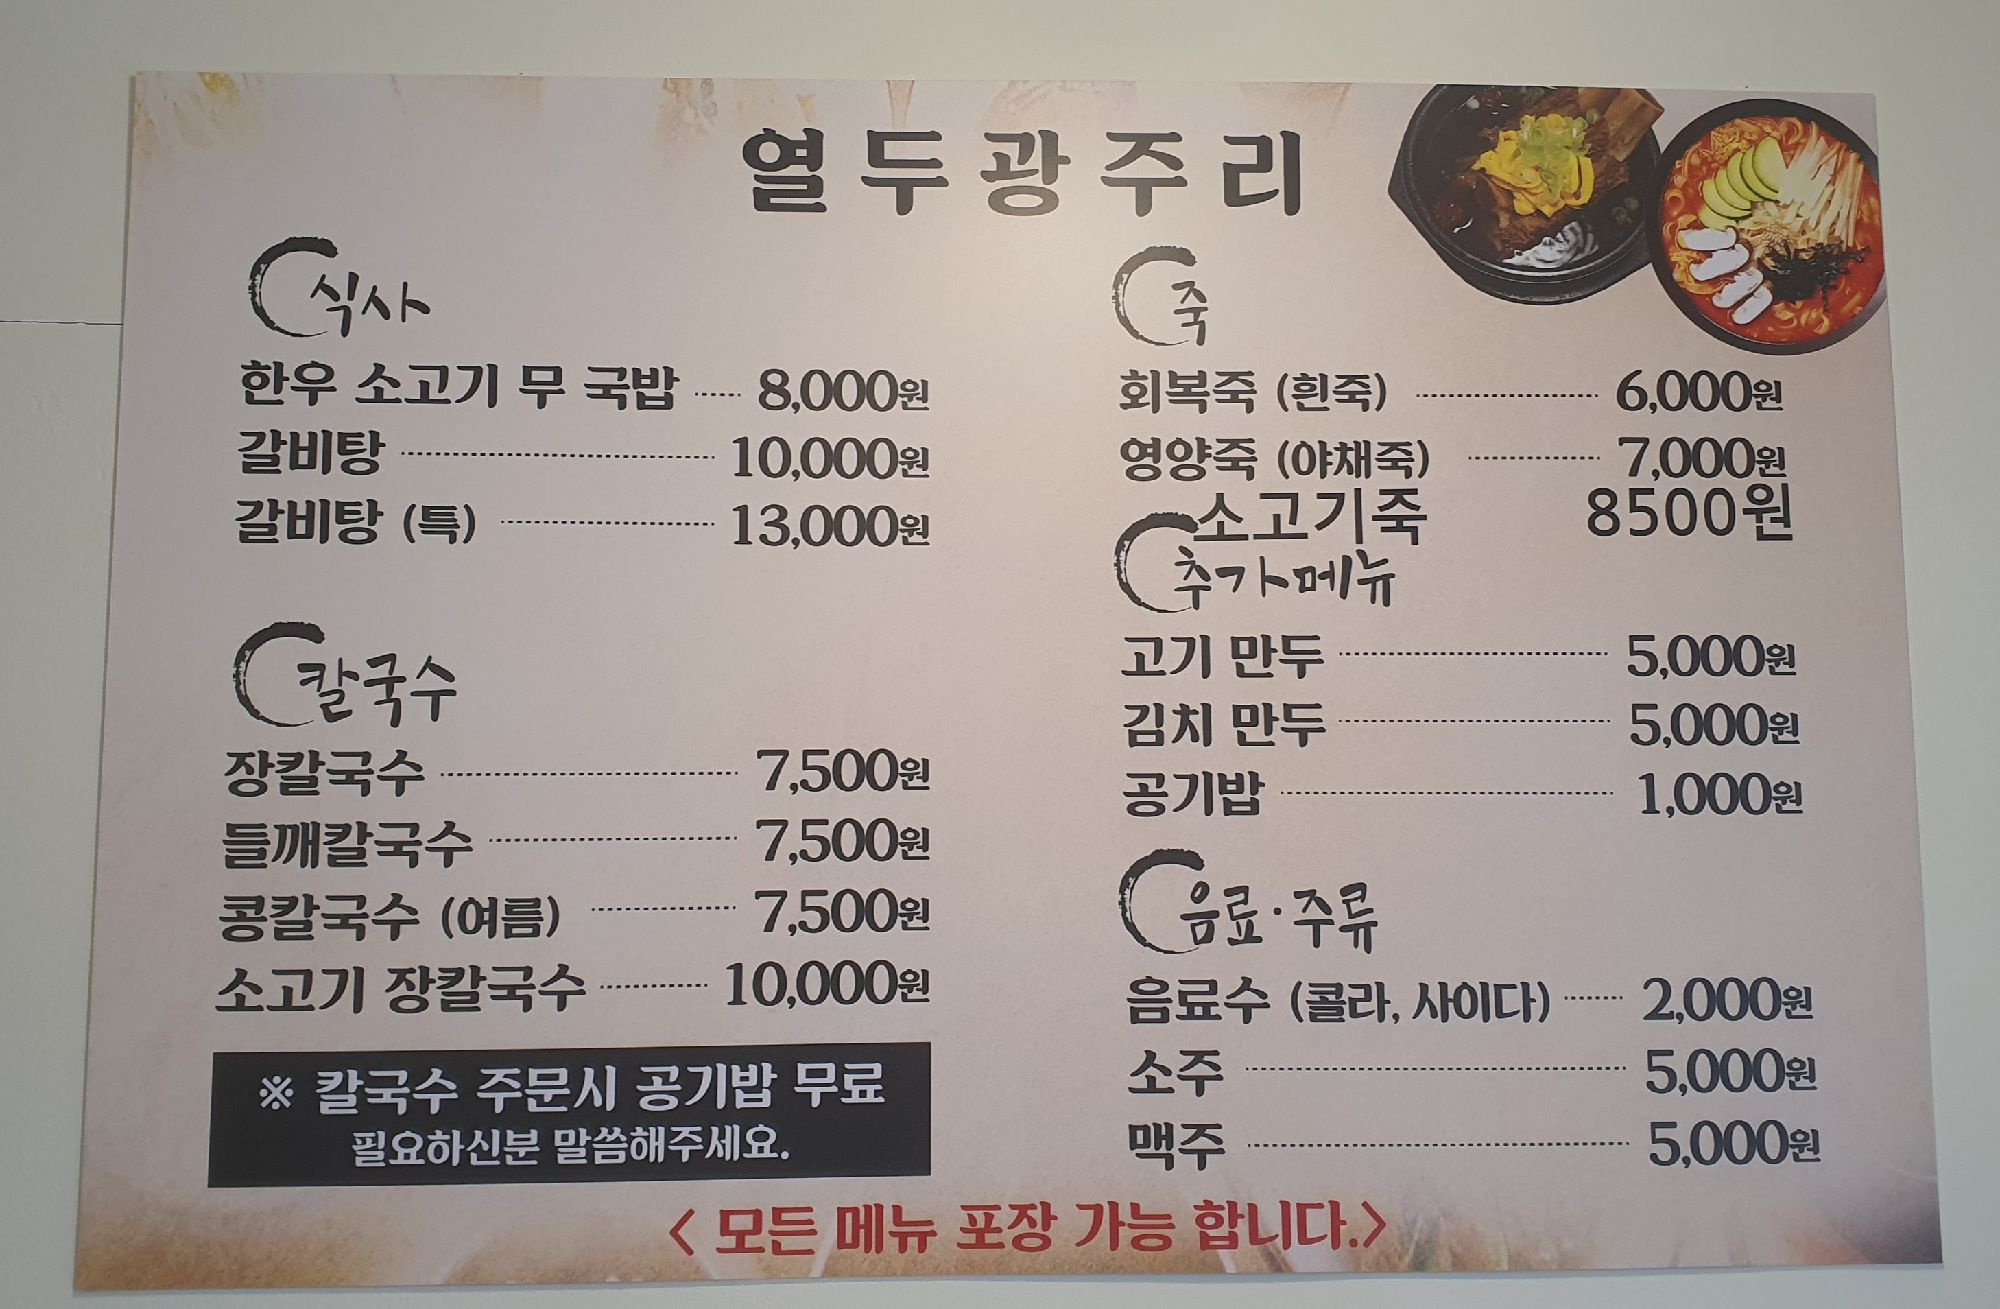 열두광주리
식사
한우 소고기 무 국밥 ······ 8,000원
갈비탕 ······ 10,000원
갈비탕 (특) ······ 13,000원
칼국수
장칼국수 ······ 7,500원
들깨칼국수 ······ 7,500원
콩칼국수 (여름) ······ 7,500원
소고기 장칼국수 ······ 10,000원
※ 칼국수 주문시 공기밥 무료
필요하신분 말씀해주세요.
죽
회복죽 (흰죽) ······ 6,000원
영양죽 (야채죽) ······ 7,000원
소고기죽 8500원
추가메뉴
고기 만두 ······ 5,000원
김치 만두 ······ 5,000원
공기밥 ······ 1,000원
음료·주류
음료수 (콜라, 사이다) ······ 2,000원
소주 ······ 5,000원
맥주 ······ 5,000원
< 모든 메뉴 포장 가능 합니다.>